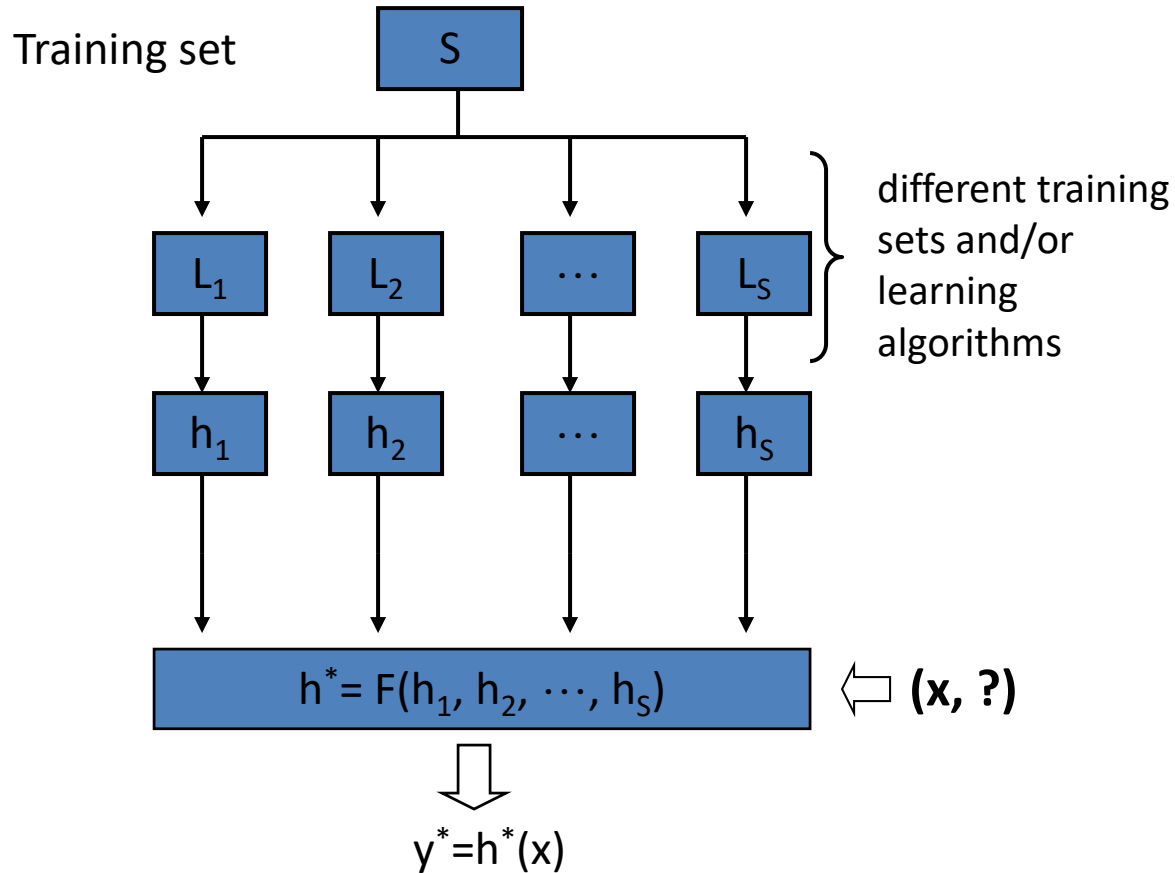 Training set
S
different training
sets and/or
learning
algorithms
L₁ L₂ ⋯ Lₛ
h₁ h₂ ⋯ hₛ
h*= F(h₁, h₂, ⋯, hₛ)
(x, ?)
y*=h*(x)